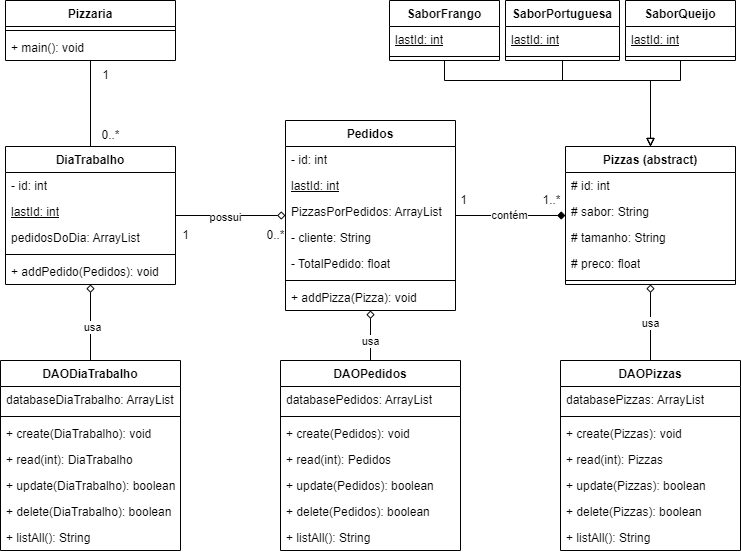 Pizzaria
+ main(): void
SaborFrango
lastId: int
SaborPortuguesa
lastId: int
SaborQueijo
lastId: int
1
0..*
DiaTrabalho
- id: int
lastId: int
pedidosDoDia: ArrayList
+ addPedido(Pedidos): void
possuí
1
0..*
Pedidos
- id: int
lastId: int
PizzasPorPedidos: ArrayList
- cliente: String
- TotalPedido: float
+ addPizza(Pizza): void
1
1..*
contém
Pizzas (abstract)
# id: int
# sabor: String
# tamanho: String
# preco: float
usa
usa
usa
DAODiaTrabalho
databaseDiaTrabalho: ArrayList
+ create(DiaTrabalho): void
+ read(int): DiaTrabalho
+ update(DiaTrabalho): boolean
+ delete(DiaTrabalho): boolean
+ listAll(): String
DAOPedidos
databasePedidos: ArrayList
+ create(Pedidos): void
+ read(int): Pedidos
+ update(Pedidos): boolean
+ delete(Pedidos): boolean
+ listAll(): String
DAOPizzas
databasePizzas: ArrayList
+ create(Pizzas): void
+ read(int): Pizzas
+ update(Pizzas): boolean
+ delete(Pizzas): boolean
+ listAll(): String